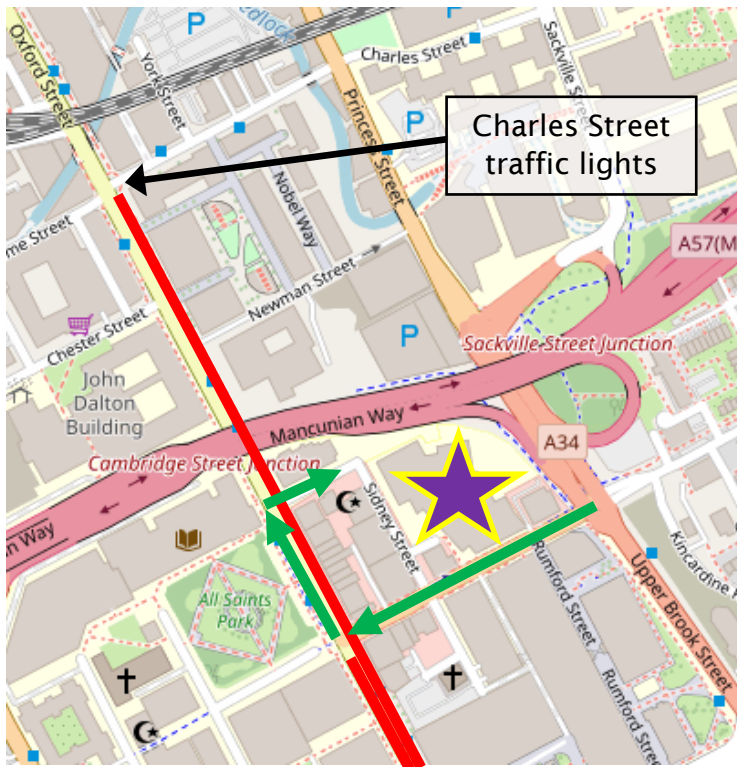 P
edlock
P
Oxford Street
York Street
Charles Street
Sackville Street
Princess Street
P
Charles Street
traffic lights
me Street
Nobel Way
A57(M
Newman Street
Chester Street
P
Sackville Street Junction
John
Dalton
Building
Mancunian Way
A34
Cambridge Street Junction
n Way
Sidney Street
Kincardine R
All Saints
Park
Rumford Street
Upper Brook Street
Rumford Street